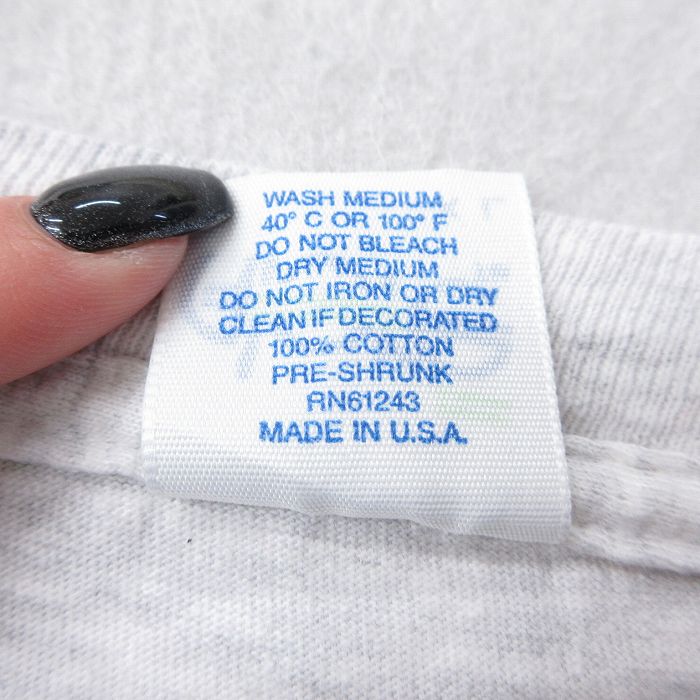 WASH MEDIUM
40° C OR 100° F
DO NOT BLEACH
DRY MEDIUM
DO NOT IRON OR DRY
CLEAN IF DECORATED
100% COTTON
PRE-SHRUNK
RN61243
MADE IN U.S.A.